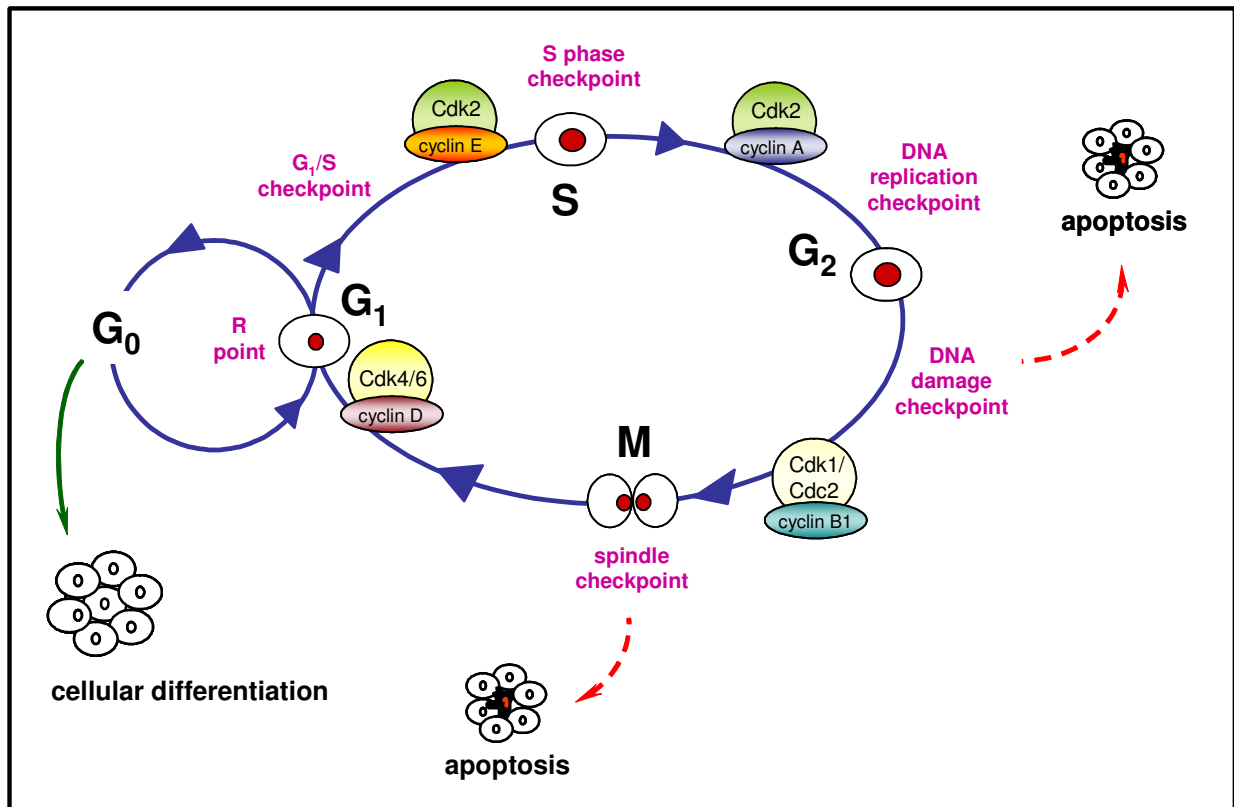 S phase
checkpoint
Cdk2
cyclin E
Cdk2
cyclin A
G₁/S
checkpoint
S
DNA
replication
checkpoint
apoptosis
G₂
G₀
R
point
G₁
Cdk4/6
cyclin D
DNA
damage
checkpoint
M
Cdk1/
Cdc2
cyclin B1
spindle
checkpoint
cellular differentiation
apoptosis